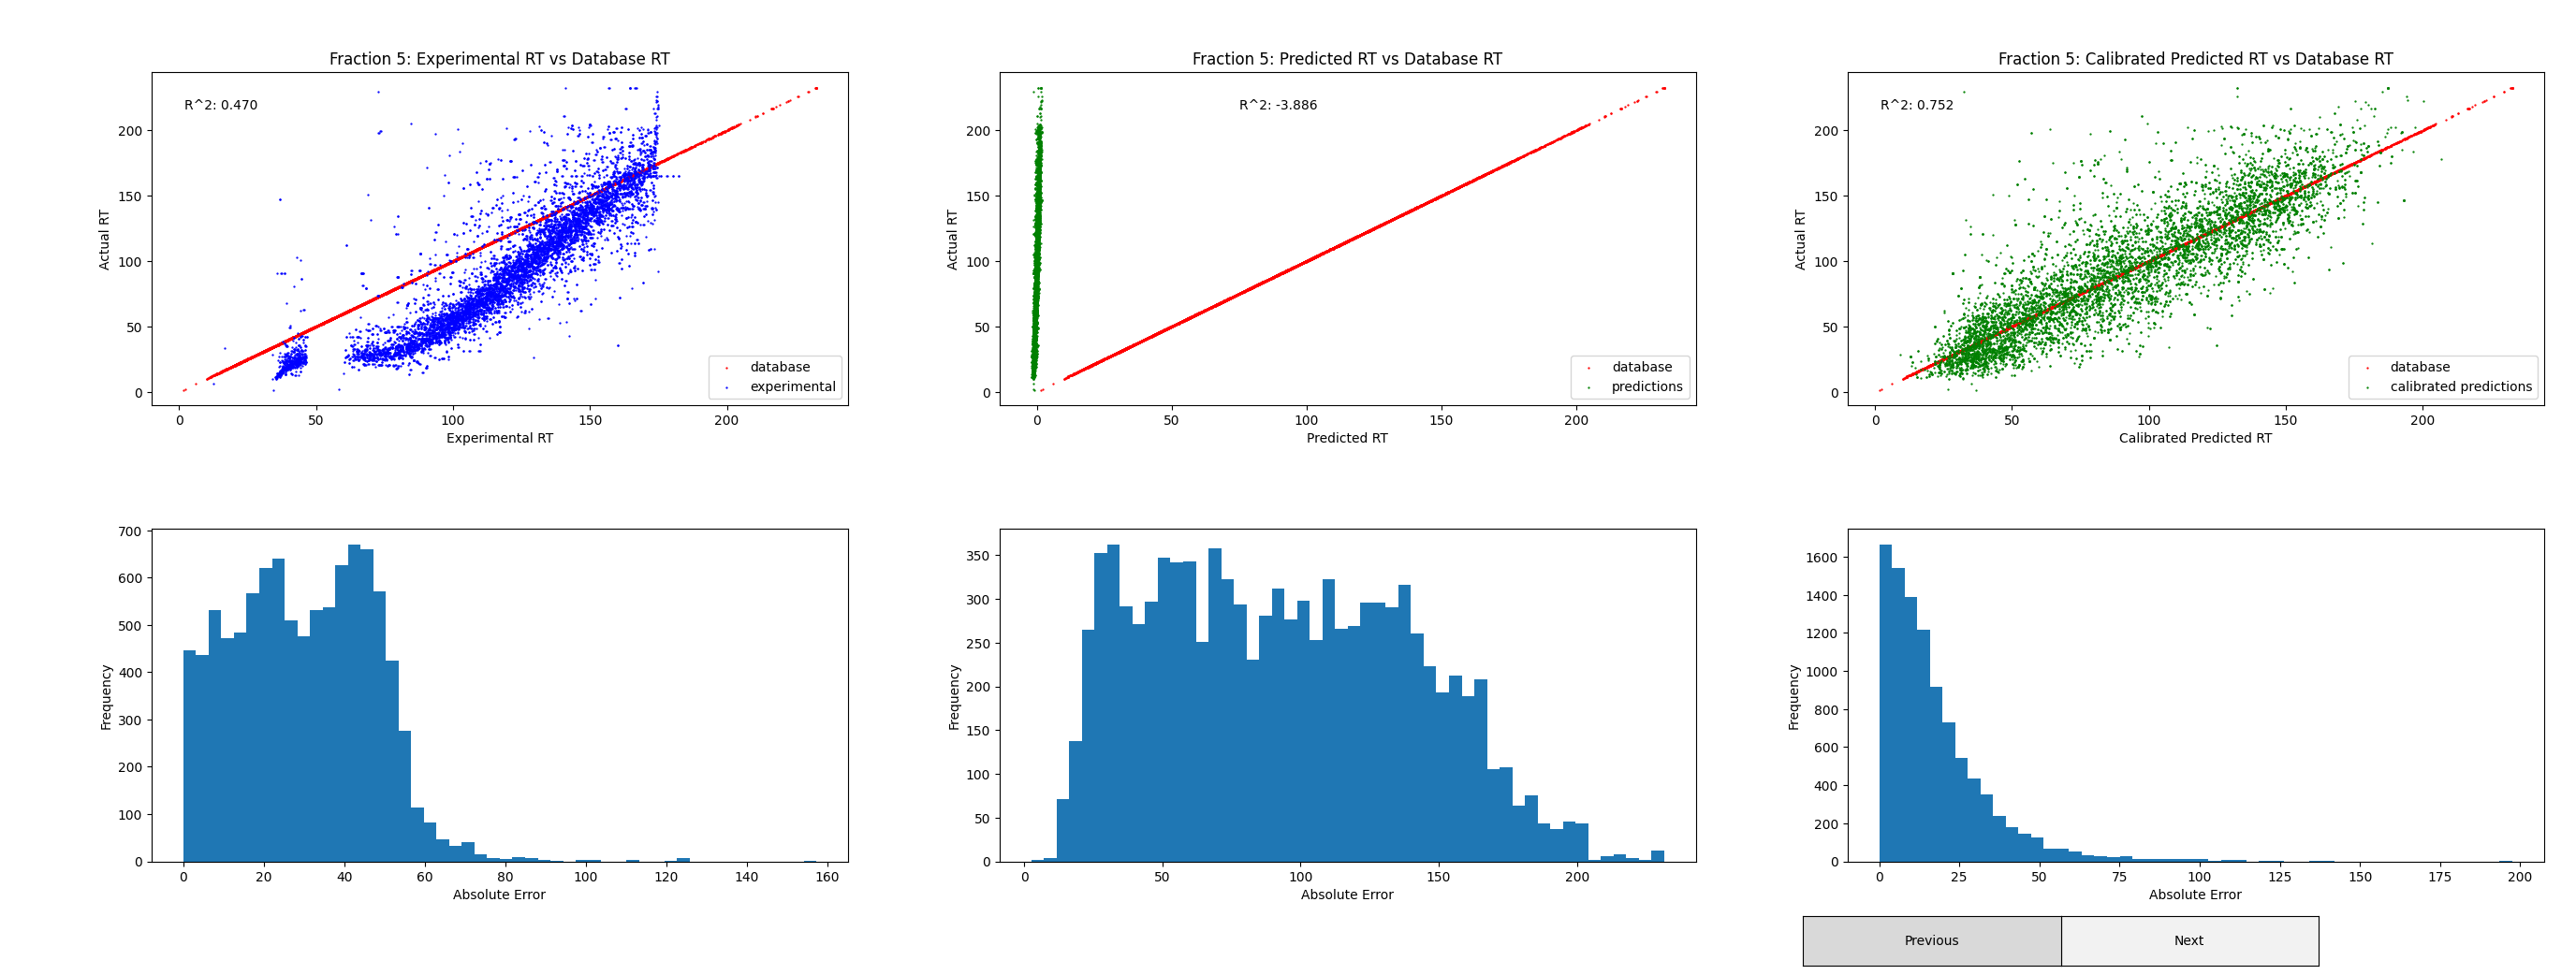 Fraction 5: Experimental RT vs Database RT
R^2: 0.470
200
150
100
50
0
Actual RT
0 50 100 150 200
Experimental RT
database
experimental
Fraction 5: Predicted RT vs Database RT
R^2: -3.886
200
150
100
50
0
Actual RT
0 50 100 150 200
Predicted RT
database
predictions
Fraction 5: Calibrated Predicted RT vs Database RT
R^2: 0.752
200
150
100
50
0
Actual RT
0 50 100 150 200
Calibrated Predicted RT
database
calibrated predictions
700
600
500
400
300
200
100
0
Frequency
0 20 40 60 80 100 120 140 160
Absolute Error
350
300
250
200
150
100
50
0
Frequency
0 50 100 150 200
Absolute Error
1600
1400
1200
1000
800
600
400
200
0
Frequency
0 25 50 75 100 125 150 175 200
Absolute Error
Previous
Next